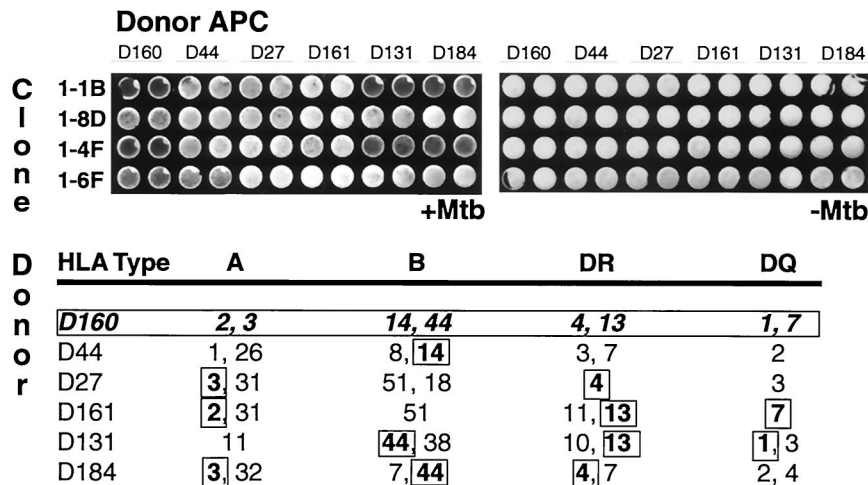 Donor APC
D160 D44 D27 D161 D131 D184 D160 D44 D27 D161 D131 D184
Clone
1-1B
1-8D
1-4F
1-6F
+Mtb -Mtb
Donor
HLA Type A B DR DQ
D160 2, 3 14, 44 4, 13 1, 7
D44 1, 26 8, 14 3, 7 2
D27 3, 31 51, 18 4 3
D161 2, 31 51 11, 13 7
D131 11 44, 38 10, 13 1, 3
D184 3, 32 7, 44 4, 7 2, 4